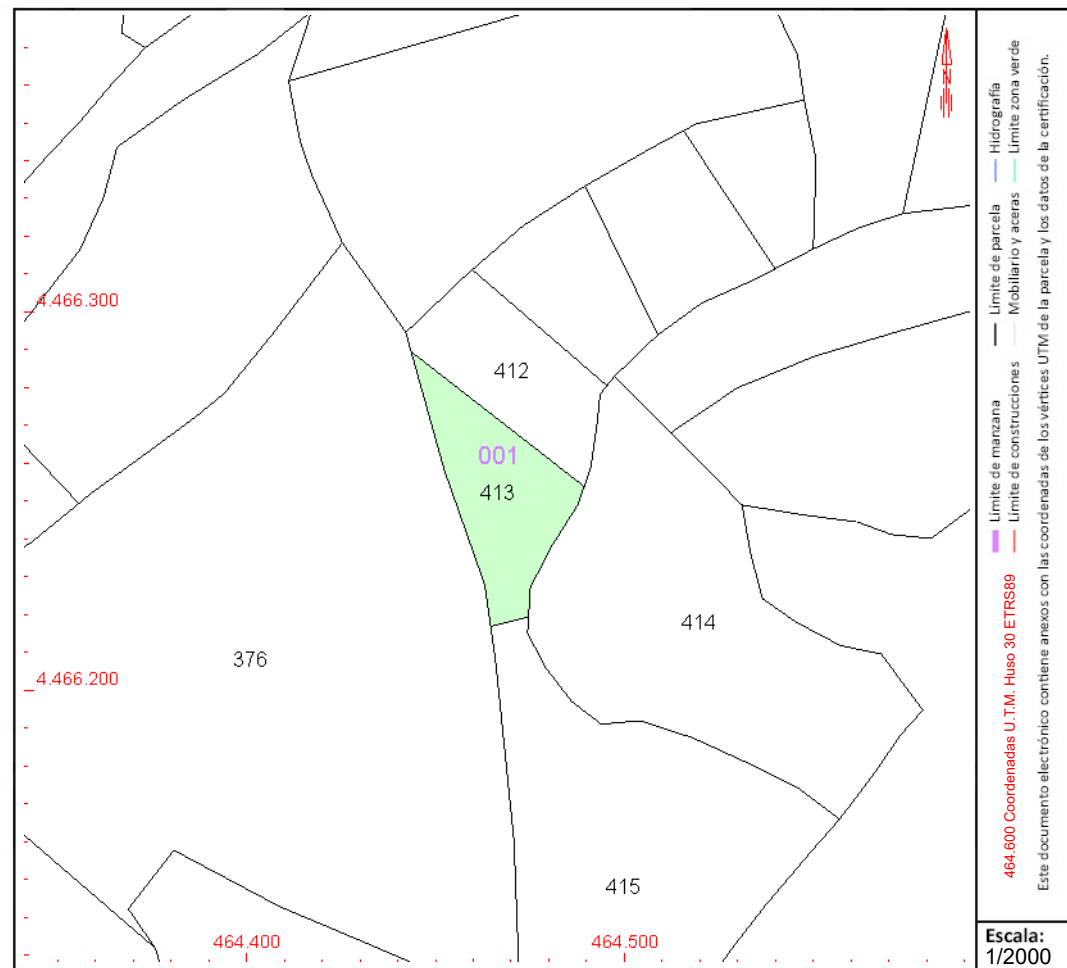 4.466.300
412
001
413
414
376
4.466.200
415
464.400
464.500
N
Límite de manzana
Límite de parcela
Hidrografía
464.600 Coordenadas U.T.M. Huso 30 ETRS89
Límite de construcciones
Mobiliario y aceras
Límite zona verde
Este documento electrónico contiene anexos con las coordenadas de los vértices UTM de la parcela y los datos de la certificación.
Escala:
1/2000